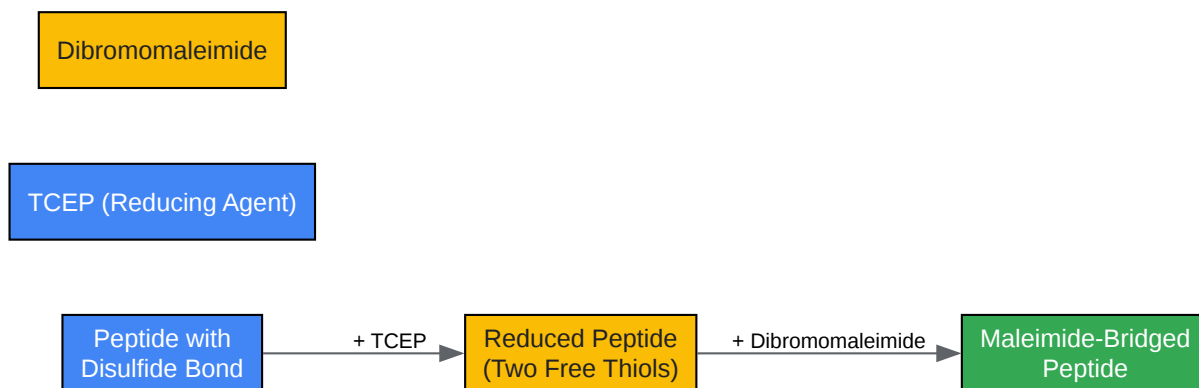 Dibromomaleimide
TCEP (Reducing Agent)
Peptide with
Disulfide Bond
+ TCEP
Reduced Peptide
(Two Free Thiols)
+ Dibromomaleimide
Maleimide-Bridged
Peptide